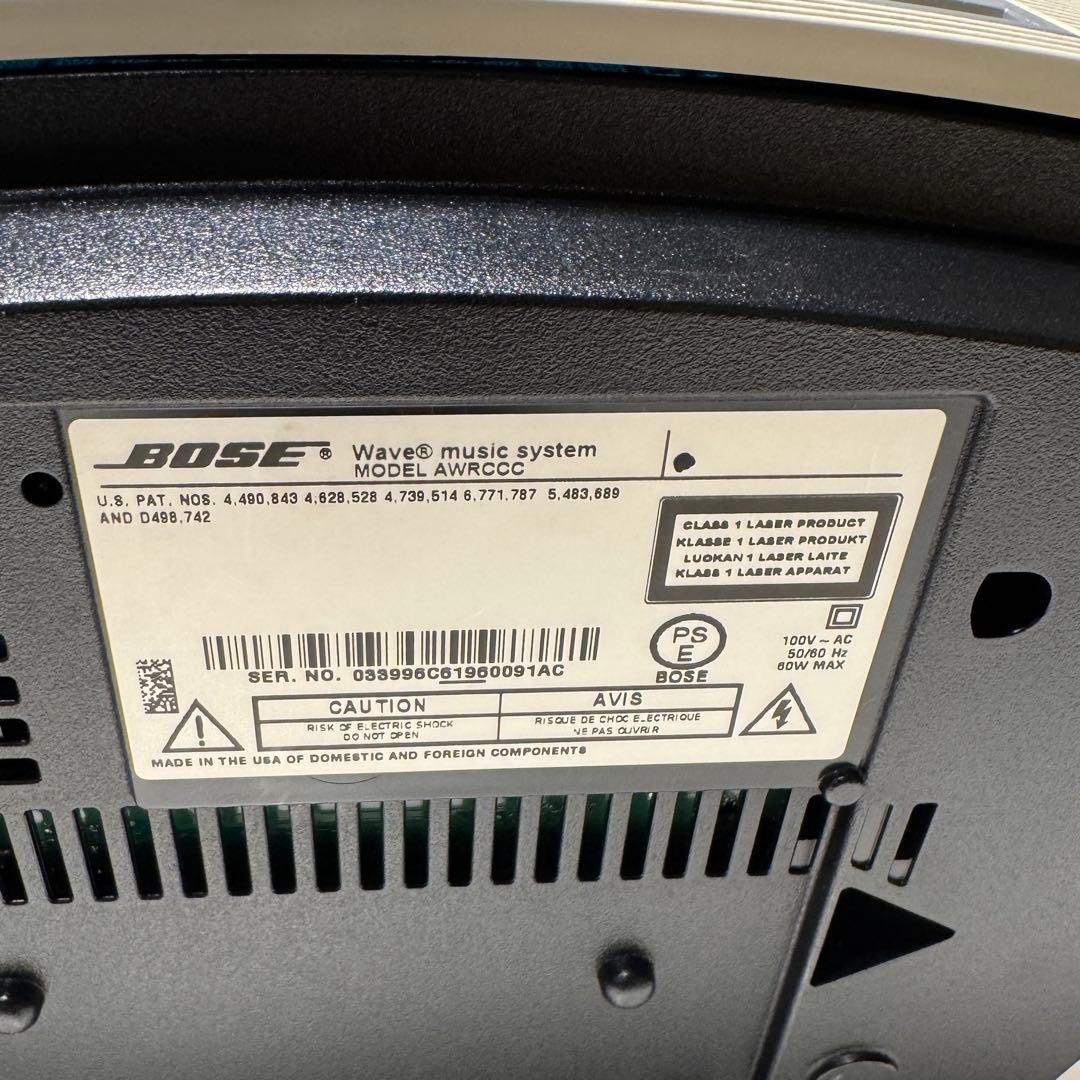 BOSE® Wave® music system
MODEL AWRCCC
U.S. PAT. NOS. 4,490,843 4,628,528 4,739,514 6,771,787 5,483,689
AND D498,742
CLASS 1 LASER PRODUCT
KLASSE 1 LASER PRODUKT
LUOKAN 1 LASER LAITE
KLASS 1 LASER APPARAT
PS
E
BOSE
100V ~ AC
50/60 Hz
60W MAX
SER. NO. 033996C61960091AC
CAUTION
RISK OF ELECTRIC SHOCK
DO NOT OPEN
AVIS
RISQUE DE CHOC ELECTRIQUE
NE PAS OUVRIR
MADE IN THE USA OF DOMESTIC AND FOREIGN COMPONENTS